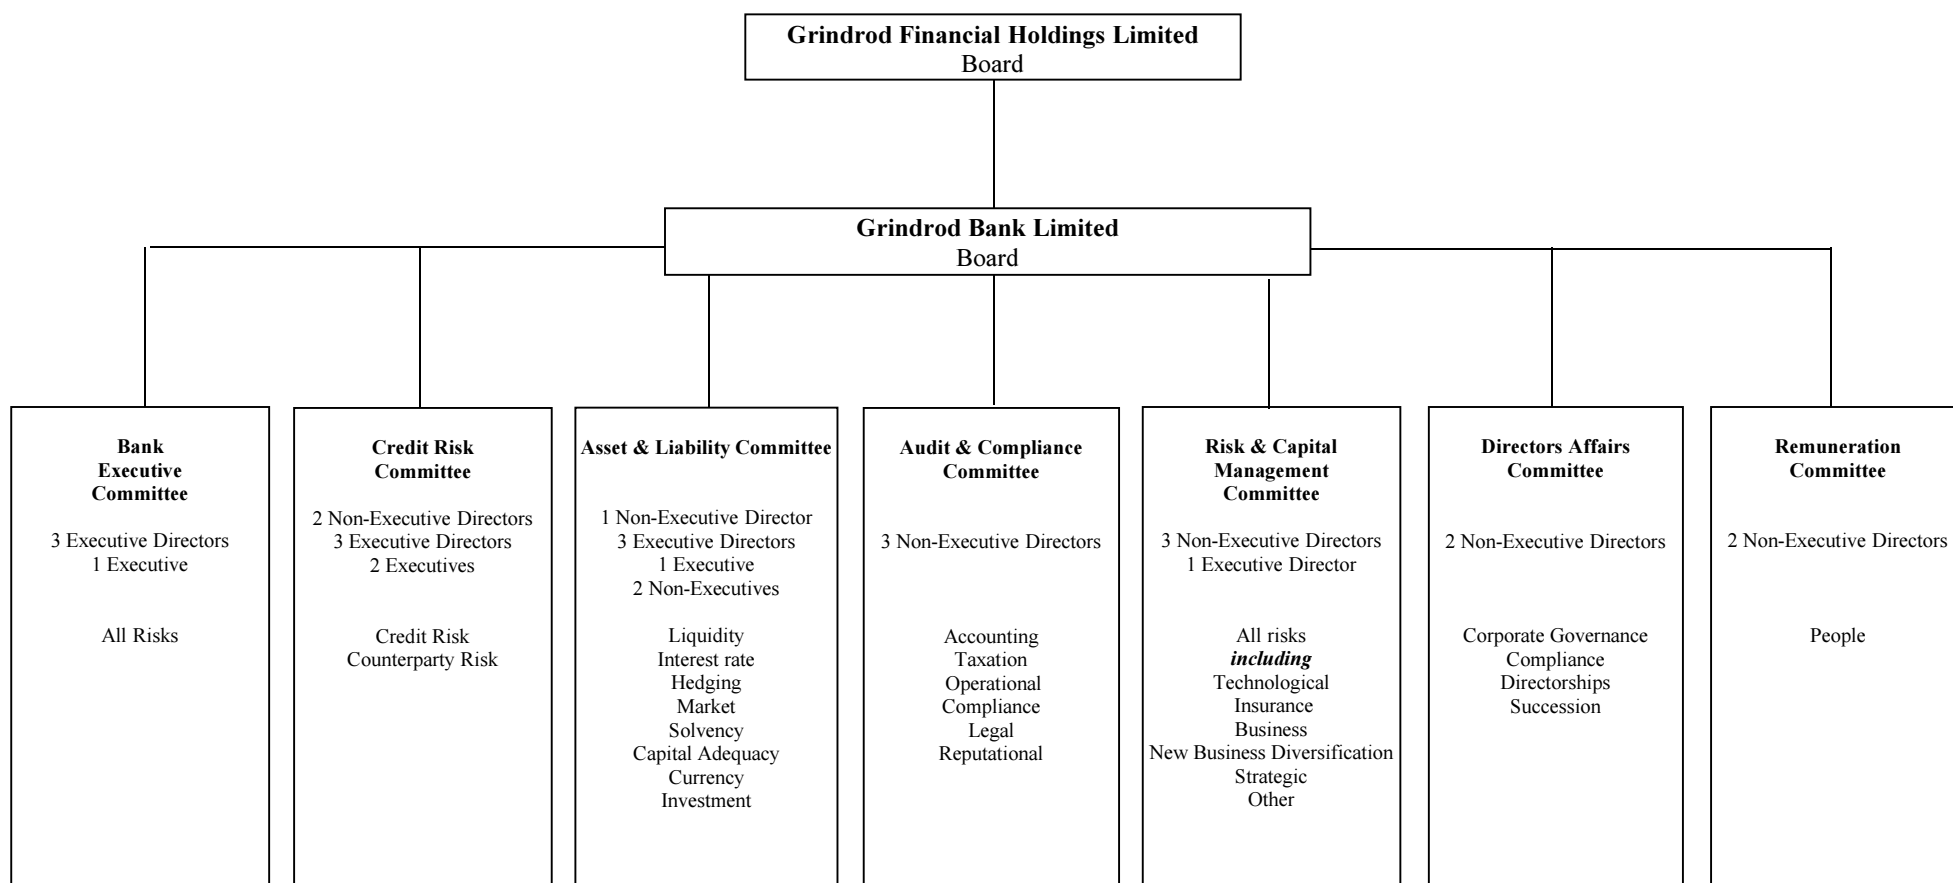 Grindrod Financial Holdings Limited
Board
Grindrod Bank Limited
Board
Bank
Executive
Committee
3 Executive Directors
1 Executive
All Risks
Credit Risk
Committee
2 Non-Executive Directors
3 Executive Directors
2 Executives
Credit Risk
Counterparty Risk
Asset & Liability Committee
1 Non-Executive Director
3 Executive Directors
1 Executive
2 Non-Executives
Liquidity
Interest rate
Hedging
Market
Solvency
Capital Adequacy
Currency
Investment
Audit & Compliance
Committee
3 Non-Executive Directors
Accounting
Taxation
Operational
Compliance
Legal
Reputational
Risk & Capital
Management
Committee
3 Non-Executive Directors
1 Executive Director
All risks
including
Technological
Insurance
Business
New Business Diversification
Strategic
Other
Directors Affairs
Committee
2 Non-Executive Directors
Corporate Governance
Compliance
Directorships
Succession
Remuneration
Committee
2 Non-Executive Directors
People